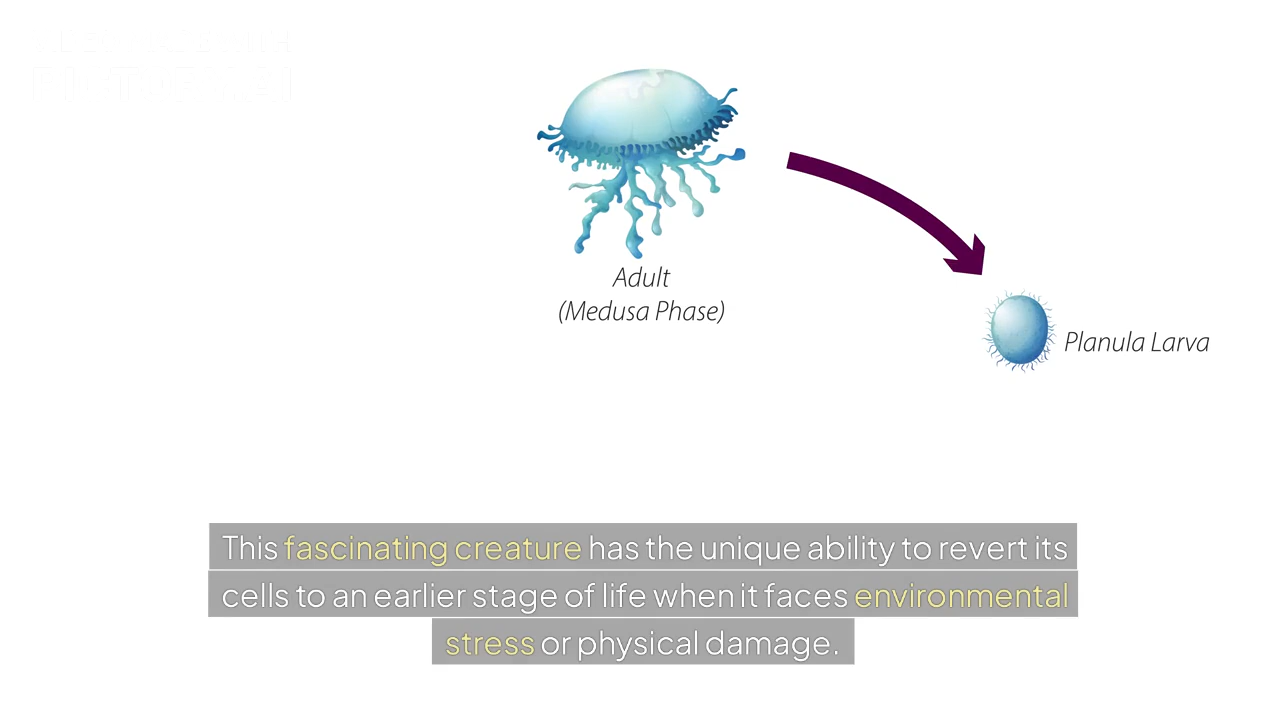 Adult
(Medusa Phase)
Planula Larva
This fascinating creature has the unique ability to revert its
cells to an earlier stage of life when it faces environmental
stress or physical damage.